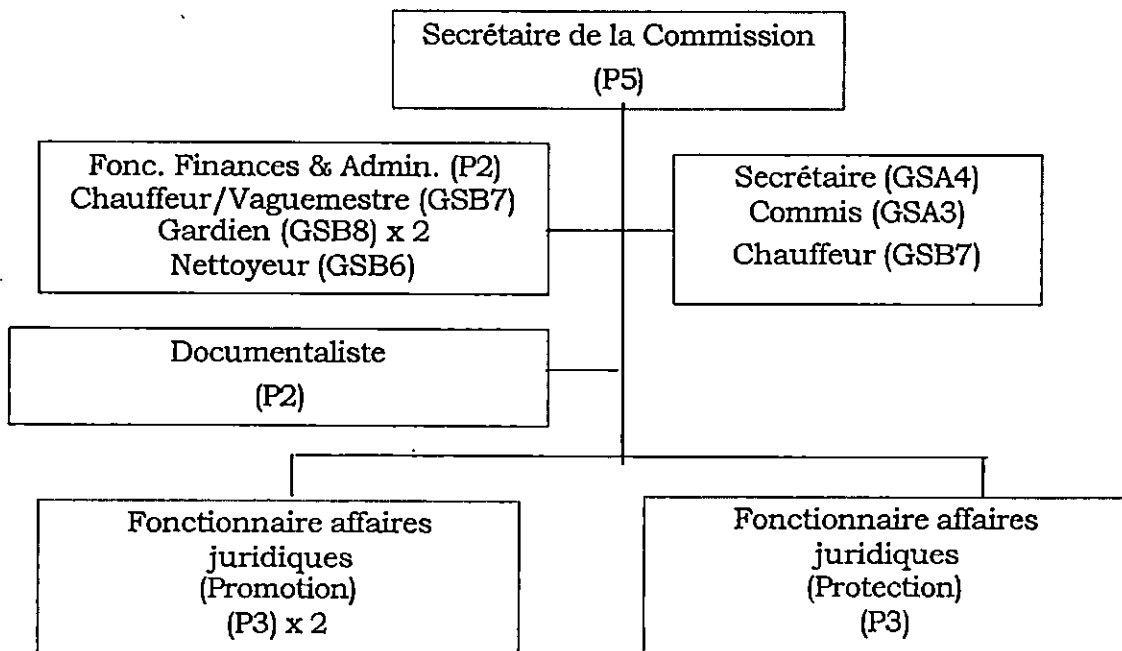 Secrétaire de la Commission
(P5)
Fonc. Finances & Admin. (P2)
Chauffeur/Vaguemestre (GSB7)
Gardien (GSB8) x 2
Nettoyeur (GSB6)
Secrétaire (GSA4)
Commis (GSA3)
Chauffeur (GSB7)
Documentaliste
(P2)
Fonctionnaire affaires
juridiques
(Promotion)
(P3) x 2
Fonctionnaire affaires
juridiques
(Protection)
(P3)